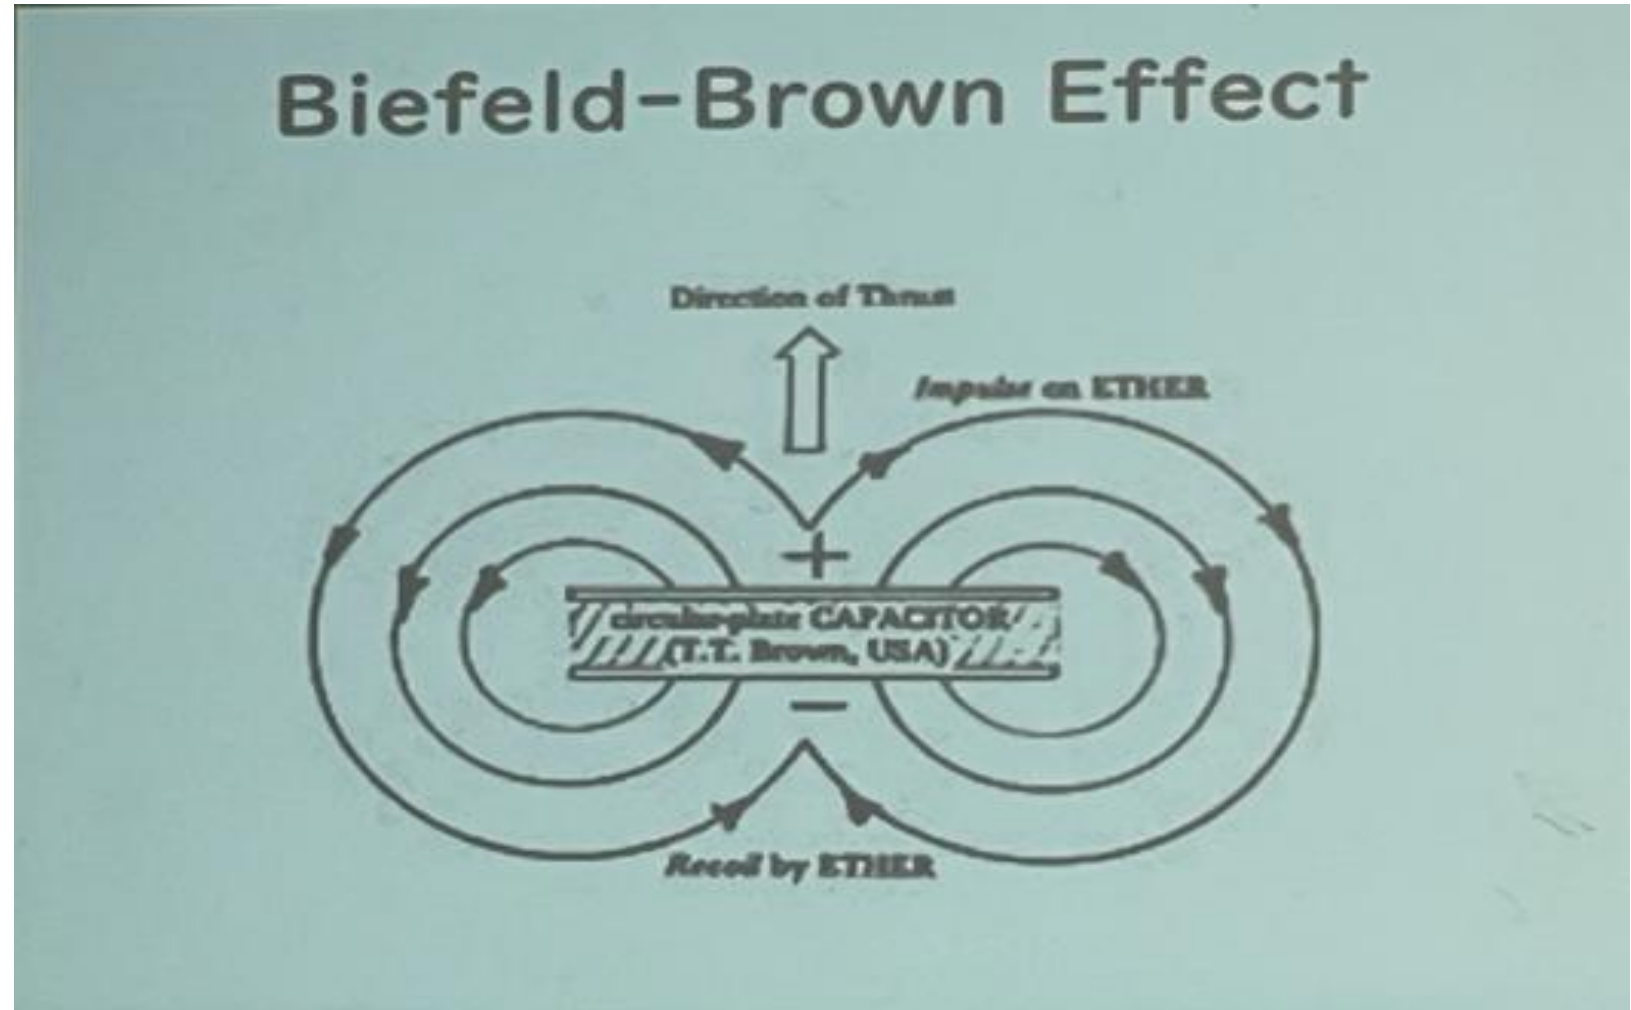 Biefeld-Brown Effect
Direction of Thrust
Impulse on ETHER
+
circular-plate CAPACITOR
(T.T. Brown, USA)
−
Recoil by ETHER